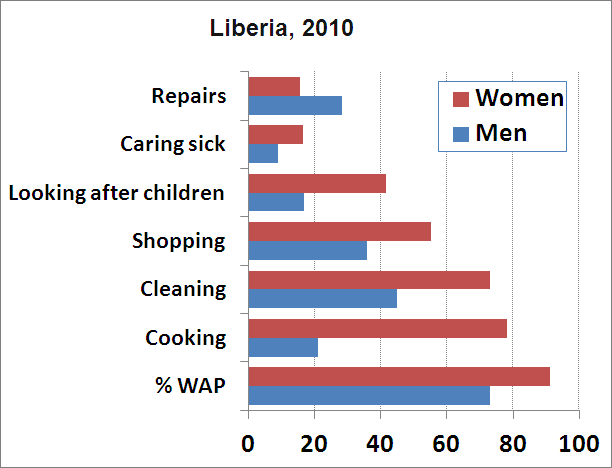 Liberia, 2010
Women
Men
Repairs
Caring sick
Looking after children
Shopping
Cleaning
Cooking
% WAP
0 20 40 60 80 100